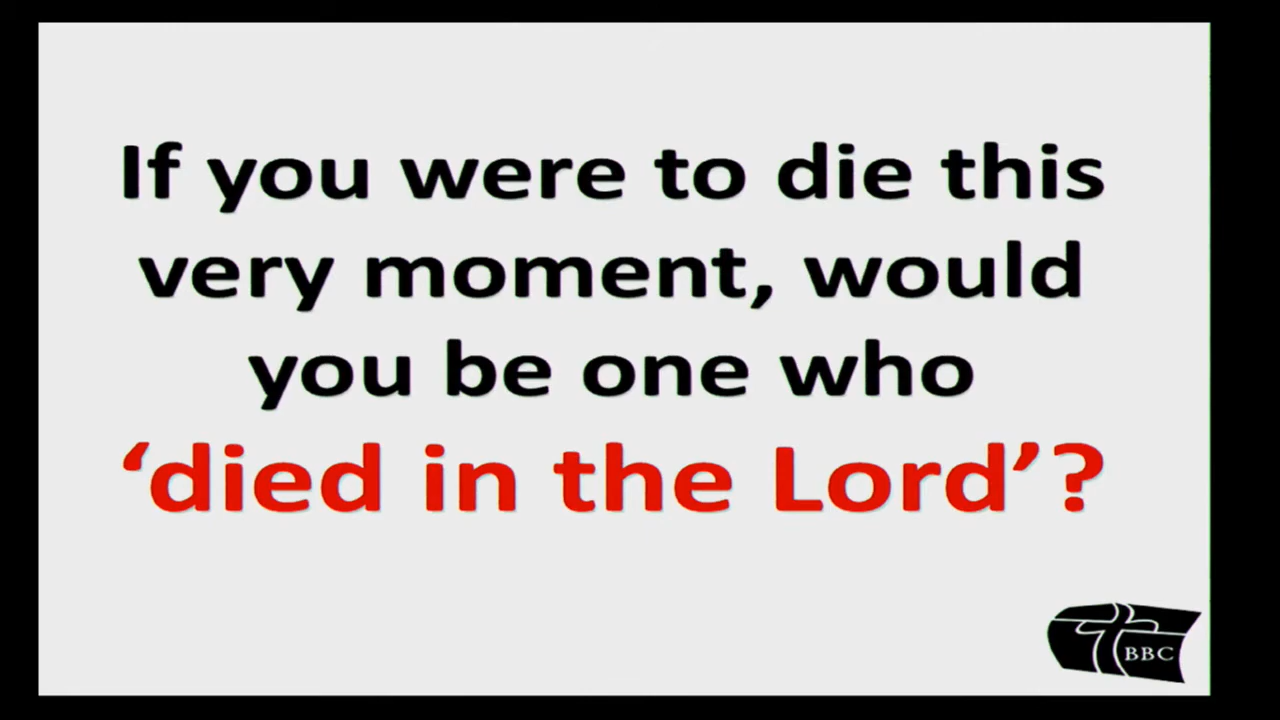 If you were to die this
very moment, would
you be one who
‘died in the Lord’?
BBC